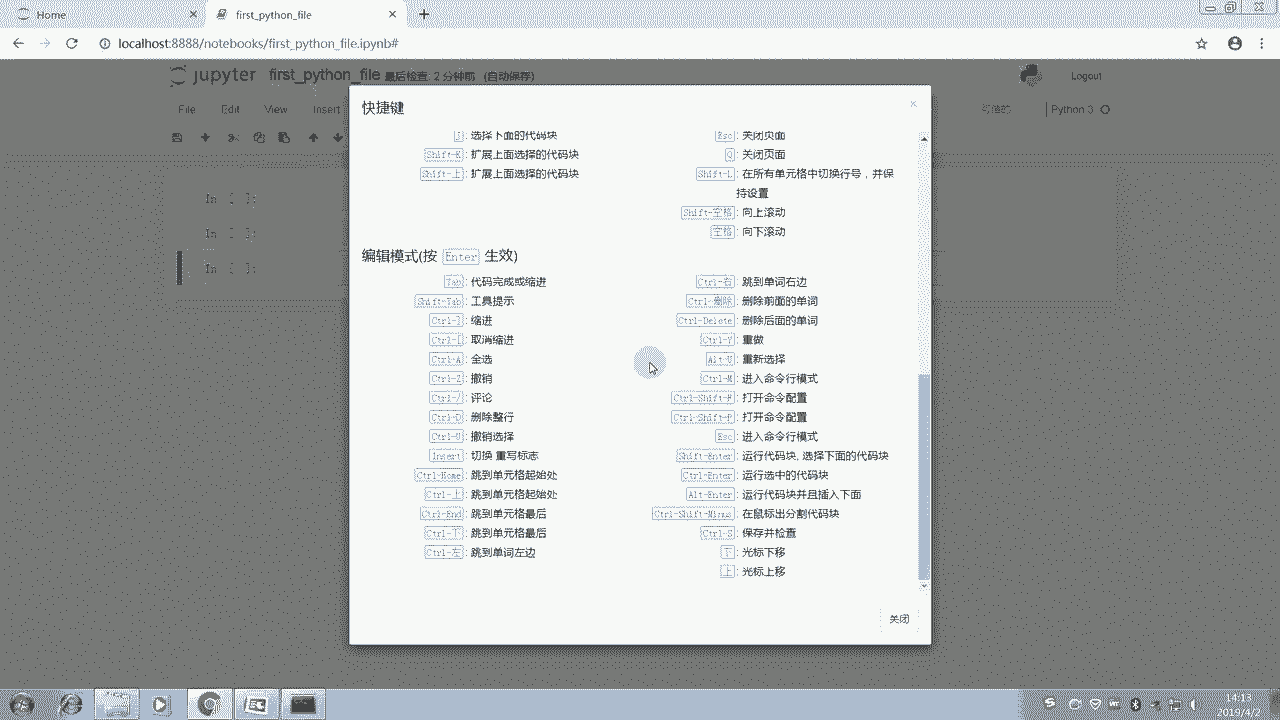 Home
first_python_file
localhost:8888/notebooks/first_python_file.ipynb#
jupyter first_python_file 最后检查: 2 分钟前 (自动保存)
Logout
File Edit View Insert
Python 3
快捷键
J: 选择下面的代码块
Shift-K: 扩展上面选择的代码块
Shift-上: 扩展上面选择的代码块
Esc: 关闭页面
Q: 关闭页面
Shift-L: 在所有单元格中切换行号，并保
持设置
Shift-空格: 向上滚动
空格: 向下滚动
In [ ]:
In [ ]:
In [ ]:
编辑模式(按 Enter 生效)
Tab: 代码完成或缩进
Shift-Tab: 工具提示
Ctrl-]: 缩进
Ctrl-[: 取消缩进
Ctrl-A: 全选
Ctrl-Z: 撤销
Ctrl-/: 评论
Ctrl-D: 删除整行
Ctrl-U: 撤销选择
Insert: 切换 重写标志
Ctrl-Home: 跳到单元格起始处
Ctrl-上: 跳到单元格起始处
Ctrl-End: 跳到单元格最后
Ctrl-下: 跳到单元格最后
Ctrl-左: 跳到单词左边
Ctrl-右: 跳到单词右边
Ctrl-删除: 删除前面的单词
Ctrl-Delete: 删除后面的单词
Ctrl-Y: 重做
Alt-U: 重新选择
Ctrl-M: 进入命令行模式
Ctrl-Shift-F: 打开命令配置
Ctrl-Shift-P: 打开命令配置
Esc: 进入命令行模式
Shift-Enter: 运行代码块, 选择下面的代码块
Ctrl-Enter: 运行选中的代码块
Alt-Enter: 运行代码块并且插入下面
Ctrl-Shift-Minus: 在鼠标出分割代码块
Ctrl-S: 保存并检查
下: 光标下移
上: 光标上移
关闭
14:13
2019/4/2